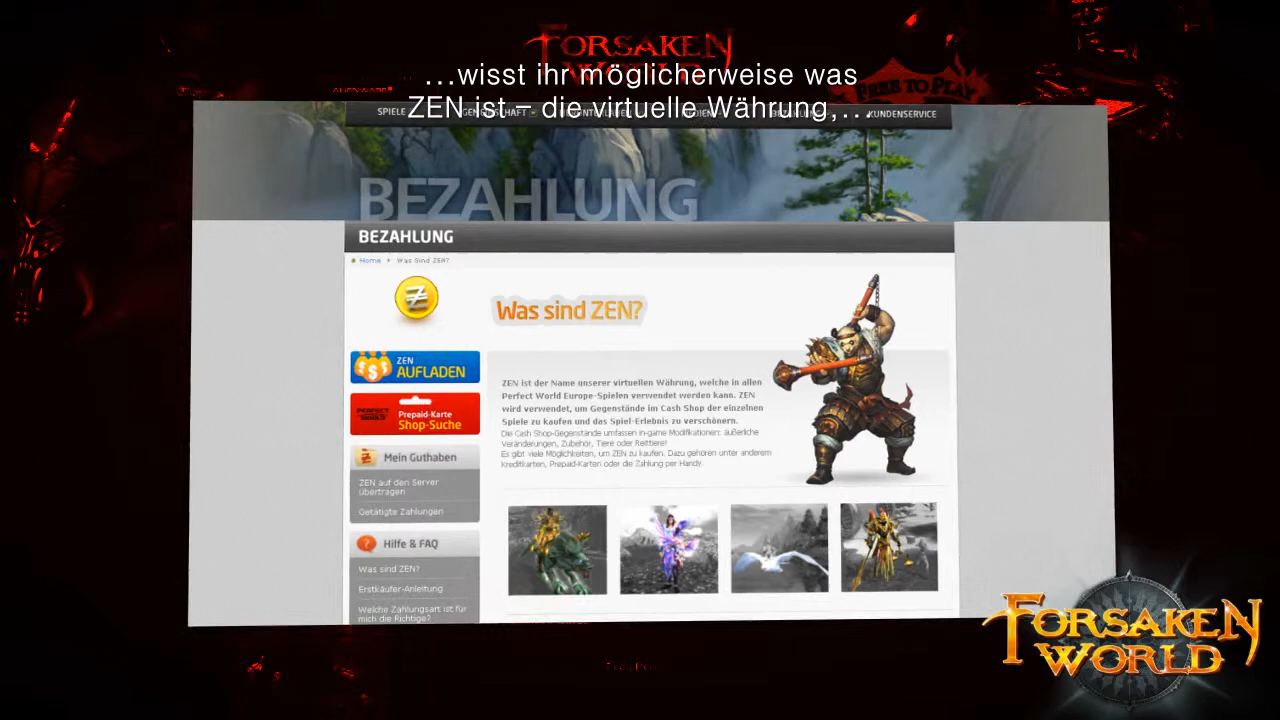 FORSAKEN
WORLD
…wisst ihr möglicherweise was
ZEN ist – die virtuelle Währung,…
ALIENWARE
FREE TO PLAY
SPIELE
KUNDENSERVICE
BEZAHLUNG
BEZAHLUNG
Home
Was Sind ZEN?
Was sind ZEN?
ZEN
AUFLADEN
PERFECT
WORLD
Prepaid-Karte
Shop-Suche
Mein Guthaben
ZEN auf den Server
übertragen
Getätigte Zahlungen
Hilfe & FAQ
Was sind ZEN?
Erstkäufer-Anleitung
Welche Zahlungsart ist für
mich die Richtige?
ZEN ist der Name unserer virtuellen Währung, welche in allen
Perfect World Europe-Spielen verwendet werden kann. ZEN
wird verwendet, um Gegenstände im Cash Shop der einzelnen
Spiele zu kaufen und das Spiel-Erlebnis zu verschönern.
Die Cash Shop-Gegenstände umfassen in-game Modifikationen: äußerliche
Veränderungen, Zubehör, Tiere oder Reittiere!
Es gibt viele Möglichkeiten, um ZEN zu kaufen. Dazu gehören unter anderem
Kreditkarten, Prepaid-Karten oder die Zahlung per Handy.
FORSAKEN
WORLD